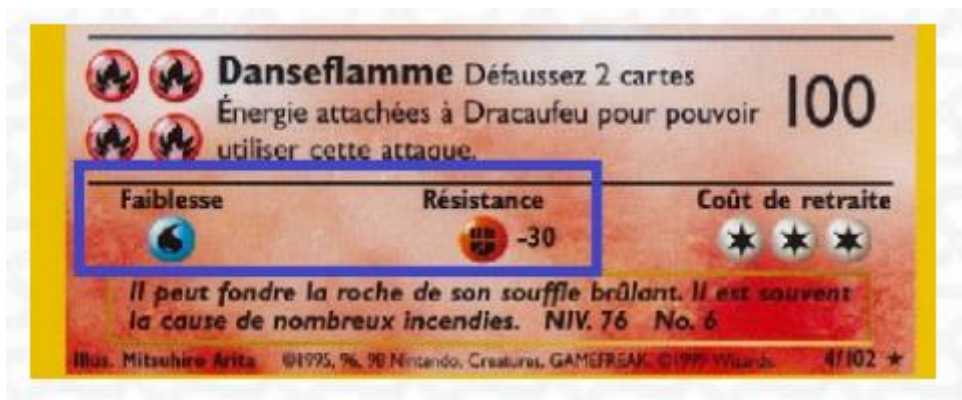 Danseflamme Défaussez 2 cartes
Énergie attachées à Dracaufeu pour pouvoir
utiliser cette attaque.
100
Faiblesse Résistance Coût de retraite
-30
Il peut fondre la roche de son souffle brûlant. Il est souvent
la cause de nombreux incendies. NIV. 76 No. 6
Illus. Mitsuhiro Arita ©1995, 96, 98 Nintendo, Creatures, GAMEFREAK. ©1999 Wizards. 4/102 ★